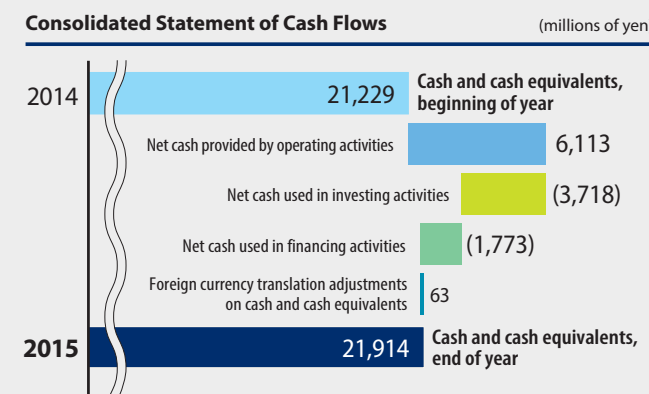 Consolidated Statement of Cash Flows (millions of yen
2014 21,229 Cash and cash equivalents,
beginning of year
Net cash provided by operating activities 6,113
Net cash used in investing activities (3,718)
Net cash used in financing activities (1,773)
Foreign currency translation adjustments
on cash and cash equivalents 63
2015 21,914 Cash and cash equivalents,
end of year